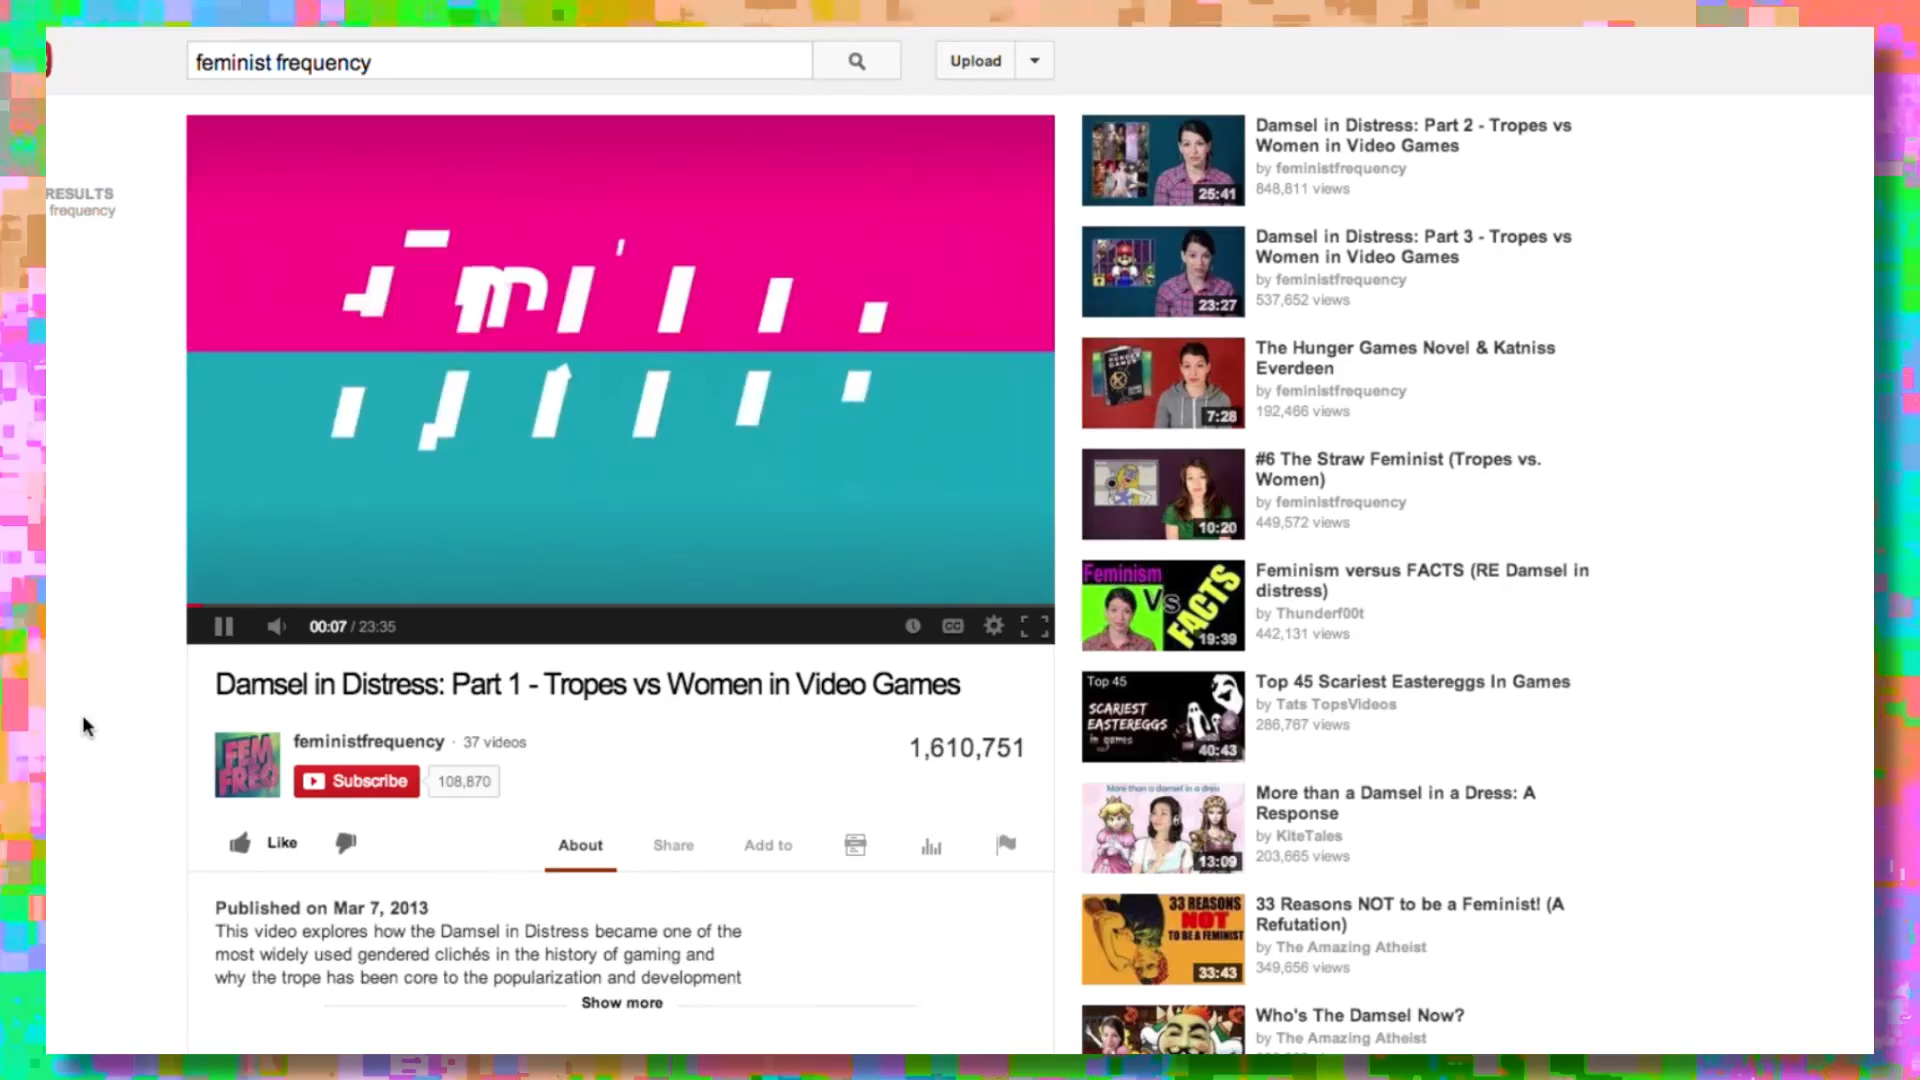 feminist frequency
Upload
RESULTS
frequency
00:07 / 23:35
CC
Damsel in Distress: Part 1 - Tropes vs Women in Video Games
FEM
FREQ
feministfrequency · 37 videos
Subscribe
108,870
1,610,751
Like
About
Share
Add to
Published on Mar 7, 2013
This video explores how the Damsel in Distress became one of the
most widely used gendered clichés in the history of gaming and
why the trope has been core to the popularization and development
Show more
25:41
Damsel in Distress: Part 2 - Tropes vs
Women in Video Games
by feministfrequency
848,811 views
23:27
Damsel in Distress: Part 3 - Tropes vs
Women in Video Games
by feministfrequency
537,652 views
7:28
The Hunger Games Novel & Katniss
Everdeen
by feministfrequency
192,466 views
10:20
#6 The Straw Feminist (Tropes vs.
Women)
by feministfrequency
449,572 views
Feminism
Vs
FACTS
19:39
Feminism versus FACTS (RE Damsel in
distress)
by Thunderf00t
442,131 views
Top 45
SCARIEST
EASTEREGGS
in games
40:43
Top 45 Scariest Eastereggs In Games
by Tats TopsVideos
286,767 views
More than a damsel in a dress
13:09
More than a Damsel in a Dress: A
Response
by KiteTales
203,665 views
33 REASONS
NOT
TO BE A FEMINIST
33:43
33 Reasons NOT to be a Feminist! (A
Refutation)
by The Amazing Atheist
349,656 views
Who's The Damsel Now?
by The Amazing Atheist